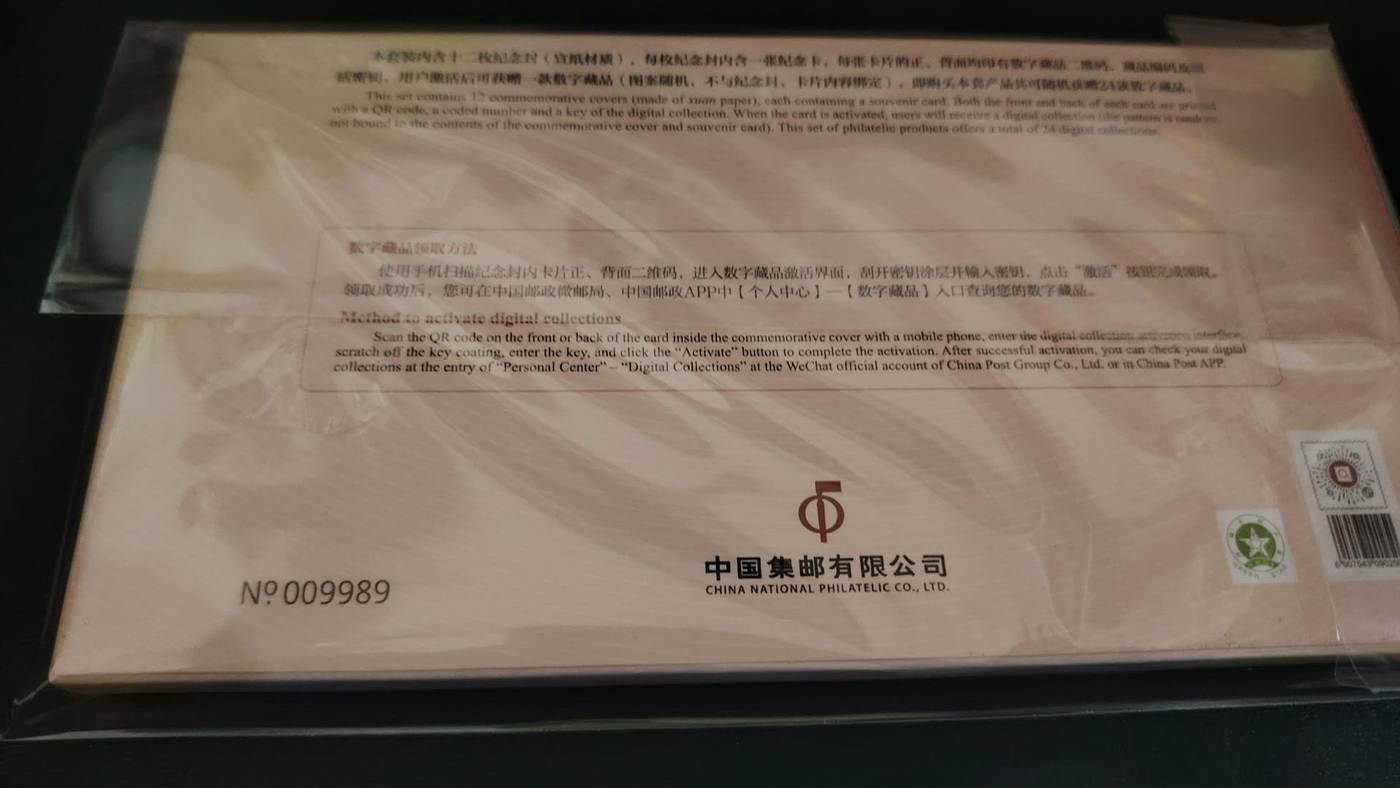 本套装内含十二枚纪念封（宣纸材质），每枚纪念封内含一张纪念卡，每张卡片的正、背面均印有数字藏品二维码、藏品编码及激
活密钥，用户激活后可获赠一款数字藏品（图案随机，不与纪念封、卡片内容绑定），即购买本套产品共可随机获赠24款数字藏品。
This set contains 12 commemorative covers (made of xuan paper), each containing a souvenir card. Both the front and back of each card are printed
with a QR code, a coded number and a key of the digital collection. When the card is activated, users will receive a digital collection (the pattern is random,
not bound to the contents of the commemorative cover and souvenir card). This set of philatelic products offers a total of 24 digital collections.
数字藏品领取方法
使用手机扫描纪念封内卡片正、背面二维码，进入数字藏品激活界面，刮开密钥涂层并输入密钥，点击“激活”按钮完成领取。
领取成功后，您可在中国邮政微邮局、中国邮政APP中【个人中心】—【数字藏品】入口查询您的数字藏品。
Method to activate digital collections
Scan the QR code on the front or back of the card inside the commemorative cover with a mobile phone, enter the digital collection activation interface,
scratch off the key coating, enter the key, and click the “Activate” button to complete the activation. After successful activation, you can check your digital
collections at the entry of “Personal Center” – “Digital Collections” at the WeChat official account of China Post Group Co., Ltd. or in China Post APP.
中国集邮有限公司
CHINA NATIONAL PHILATELIC CO., LTD.
№ 009989